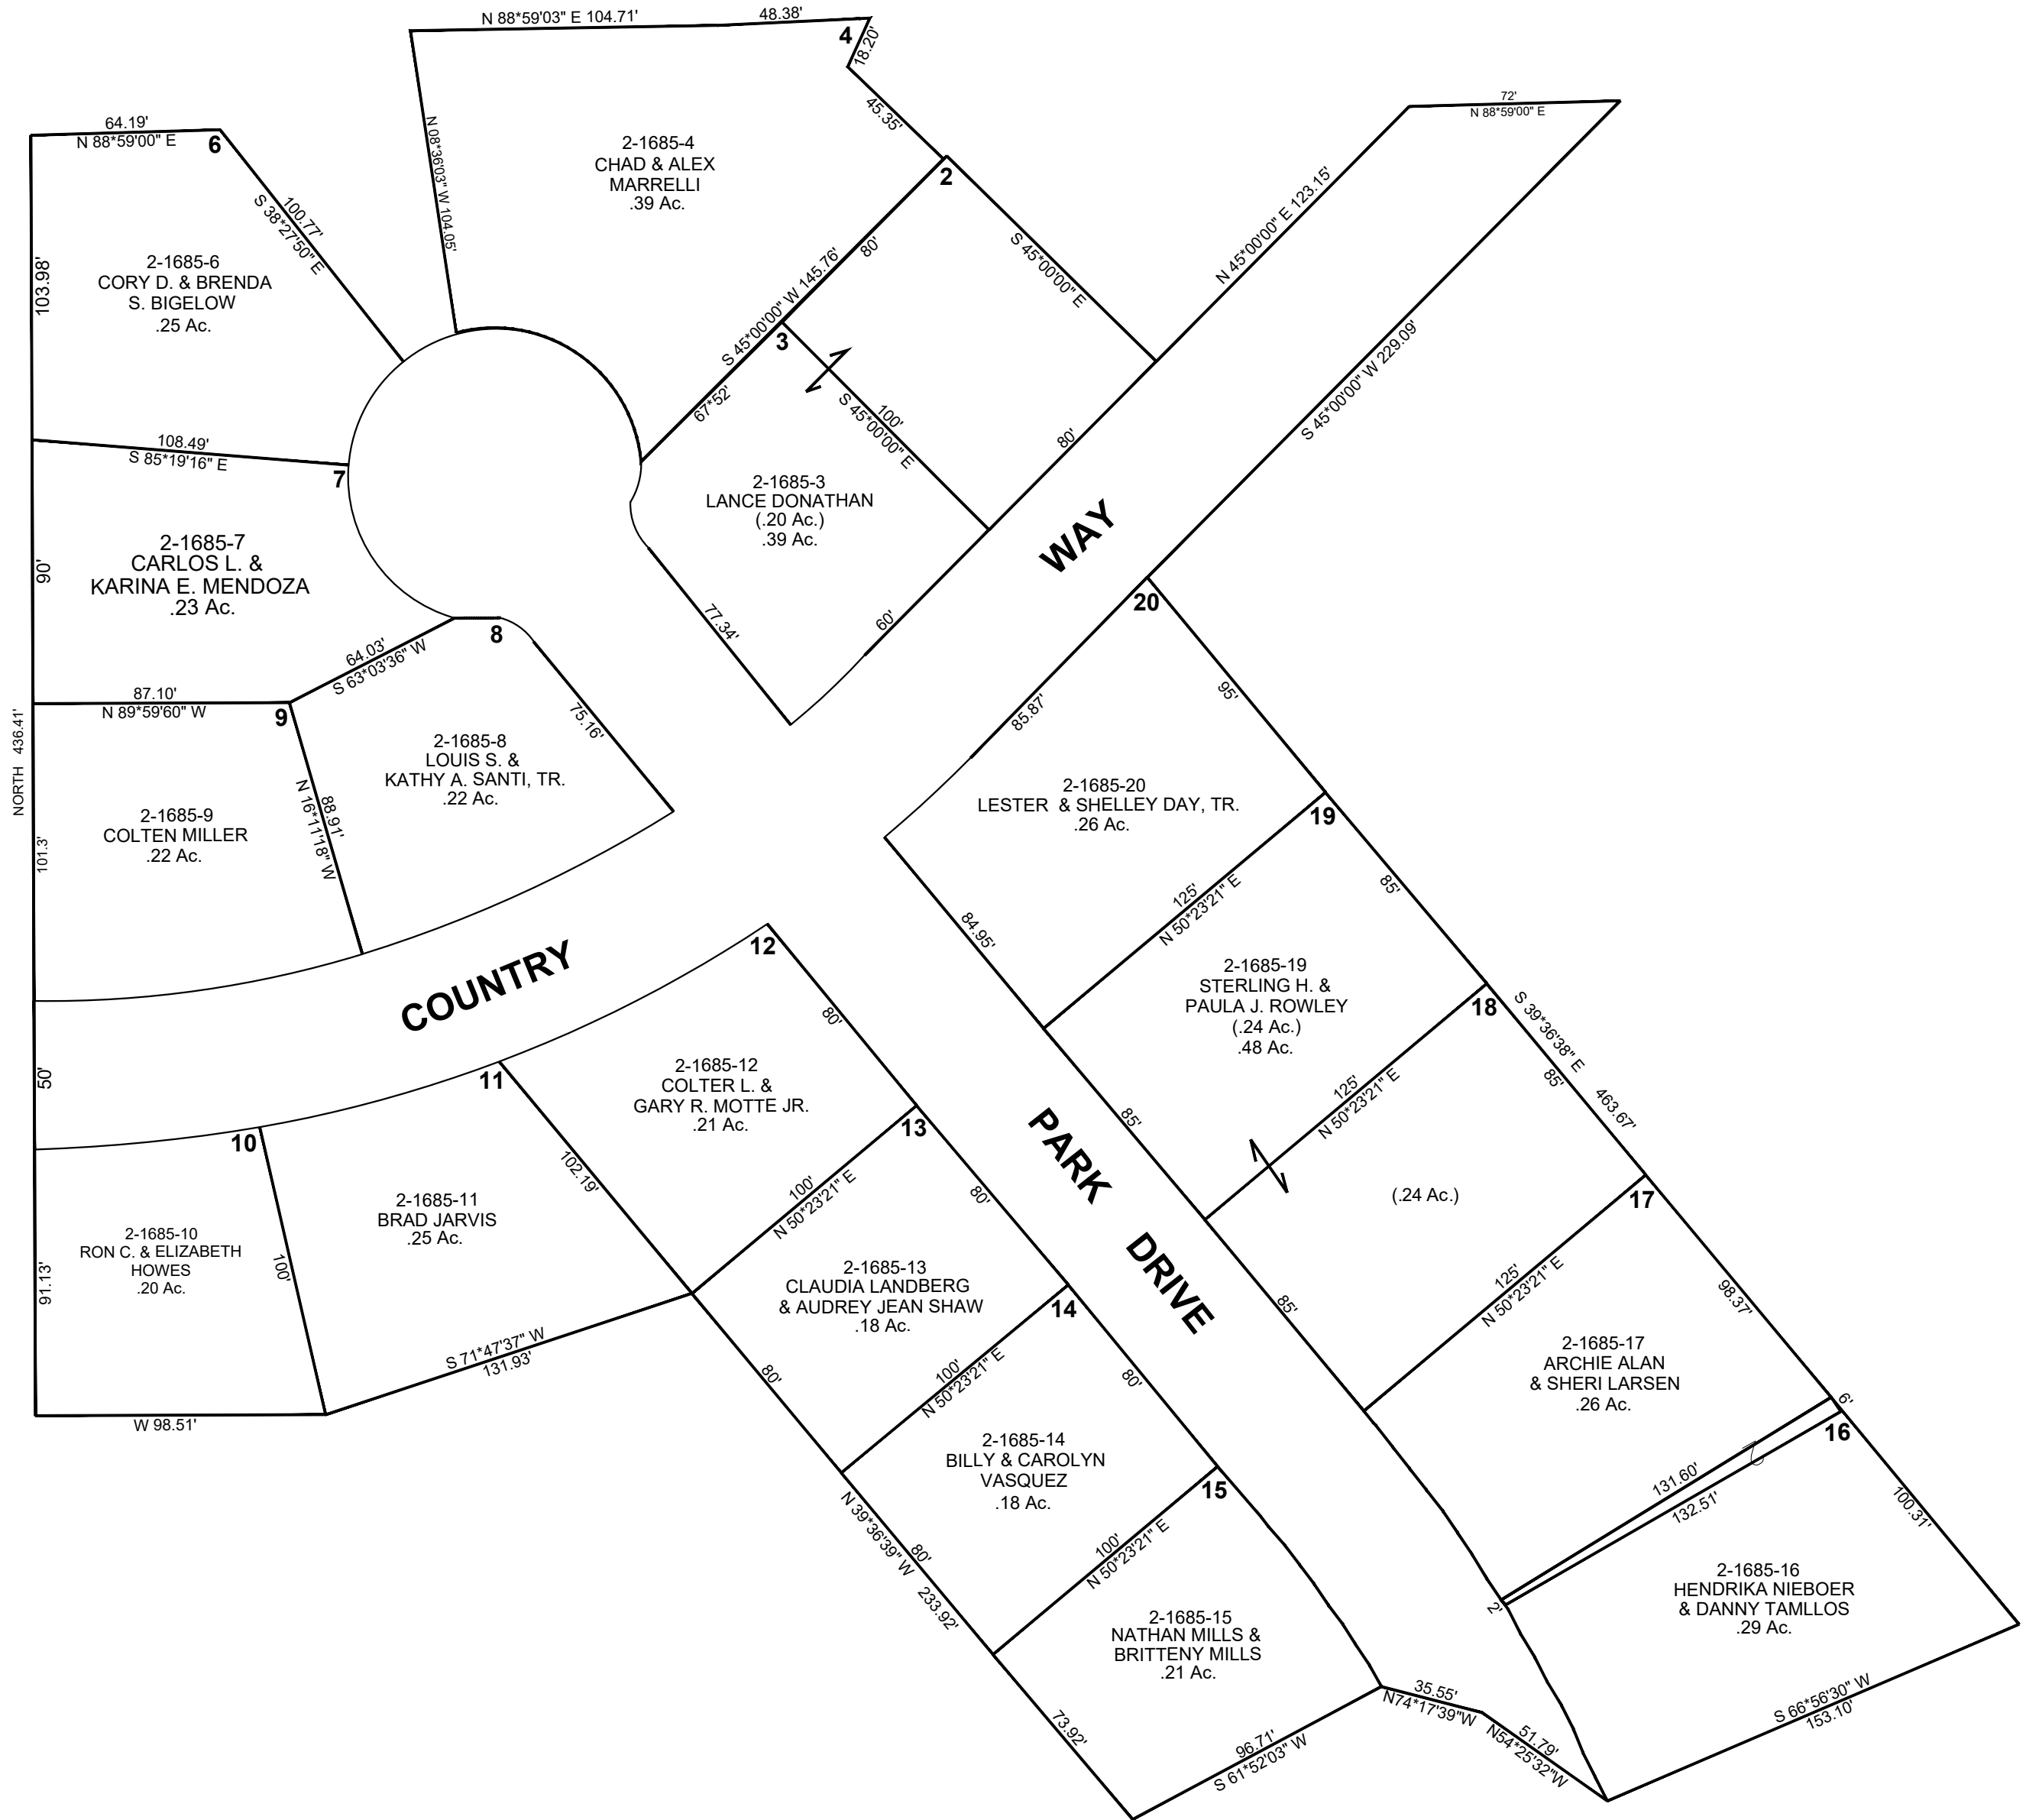 N 88*59'03" E 104.71'
48.38'
4
18.20'
45.35'
N 08*36'03" W 104.05'
2-1685-4
CHAD & ALEX
MARRELLI
.39 Ac.
72'
N 88*59'00" E
64.19'
N 88*59'00" E
6
100.77'
S 38*27'50" E
103.98'
2-1685-6
CORY D. & BRENDA
S. BIGELOW
.25 Ac.
2
S 45*00'00" W 145.76'
80'
S 45*00'00" E
N 45*00'00" E 123.15'
S 45*00'00" W 229.09'
3
67*52'
100'
S 45*00'00" E
80'
108.49'
S 85*19'16" E
7
2-1685-3
LANCE DONATHAN
(.20 Ac.)
.39 Ac.
WAY
90'
2-1685-7
CARLOS L. &
KARINA E. MENDOZA
.23 Ac.
77.34'
60'
20
8
64.03'
S 63*03'36" W
87.10'
N 89*59'60" W
9
75.16'
85.87'
95'
NORTH 436.41'
2-1685-8
LOUIS S. &
KATHY A. SANTI, TR.
.22 Ac.
88.91'
N 16*11'18" W
2-1685-9
COLTEN MILLER
.22 Ac.
101.3'
2-1685-20
LESTER & SHELLEY DAY, TR.
.26 Ac.
19
84.95'
125'
N 50*23'21" E
85'
COUNTRY
12
2-1685-19
STERLING H. &
PAULA J. ROWLEY
(.24 Ac.)
.48 Ac.
18
S 39*36'38" E 463.67'
50'
80'
11
2-1685-12
COLTER L. &
GARY R. MOTTE JR.
.21 Ac.
13
PARK
85'
125'
N 50*23'21" E
85'
10
102.19'
100'
N 50*23'21" E
80'
(.24 Ac.)
17
2-1685-11
BRAD JARVIS
.25 Ac.
2-1685-10
RON C. & ELIZABETH
HOWES
.20 Ac.
91.13'
100'
DRIVE
2-1685-13
CLAUDIA LANDBERG
& AUDREY JEAN SHAW
.18 Ac.
14
85'
125'
N 50*23'21" E
98.37'
S 71*47'37" W
131.93'
80'
100'
N 50*23'21" E
80'
2-1685-17
ARCHIE ALAN
& SHERI LARSEN
.26 Ac.
6'
16
W 98.51'
2-1685-14
BILLY & CAROLYN
VASQUEZ
.18 Ac.
15
131.60'
132.51'
100.31'
N 39*36'39" W 233.92'
80'
100'
N 50*23'21" E
2'
2-1685-16
HENDRIKA NIEBOER
& DANNY TAMLLOS
.29 Ac.
2-1685-15
NATHAN MILLS &
BRITTENY MILLS
.21 Ac.
73.92'
96.71'
S 61*52'03" W
35.55'
N74*17'39"W
51.79'
N54*25'32"W
S 66*56'30" W
153.10'